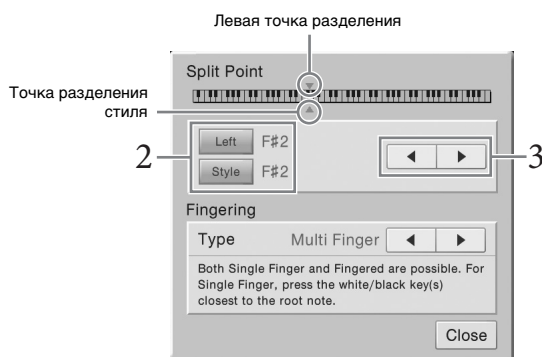 Левая точка разделения
Split Point
Точка разделения
стиля
2
Left F♯2
3
Style F♯2
Fingering
Type Multi Finger
Both Single Finger and Fingered are possible. For
Single Finger, press the white/black key(s)
closest to the root note.
Close